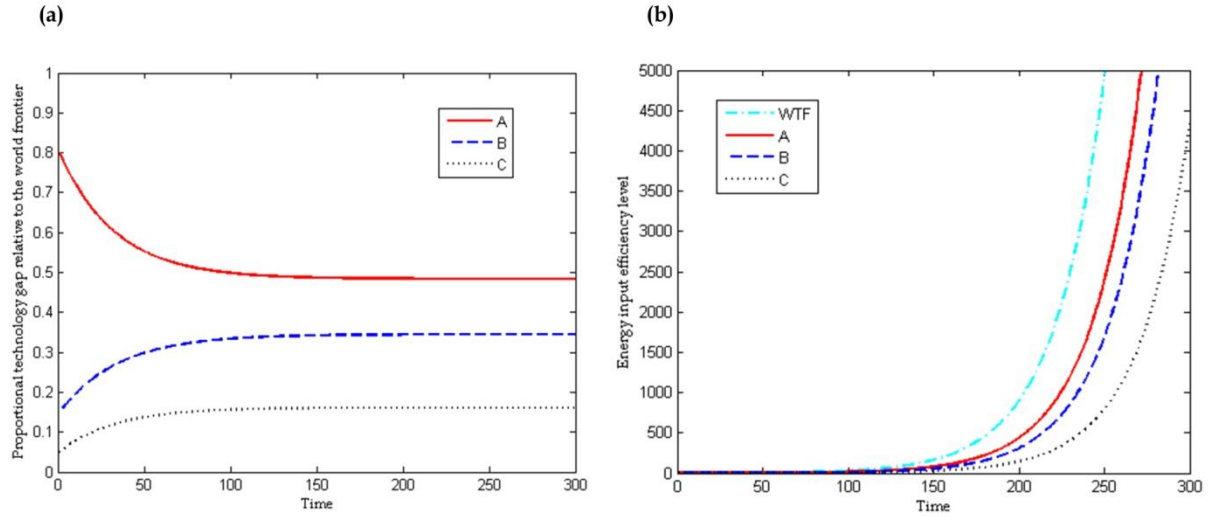 (a)
Proportional technology gap relative to the world frontier
1
0.9
0.8
0.7
0.6
0.5
0.4
0.3
0.2
0.1
0
0
50
100
150
200
250
300
Time
A
B
C
(b)
Energy input efficiency level
5000
4500
4000
3500
3000
2500
2000
1500
1000
500
0
0
50
100
150
200
250
300
Time
WTF
A
B
C